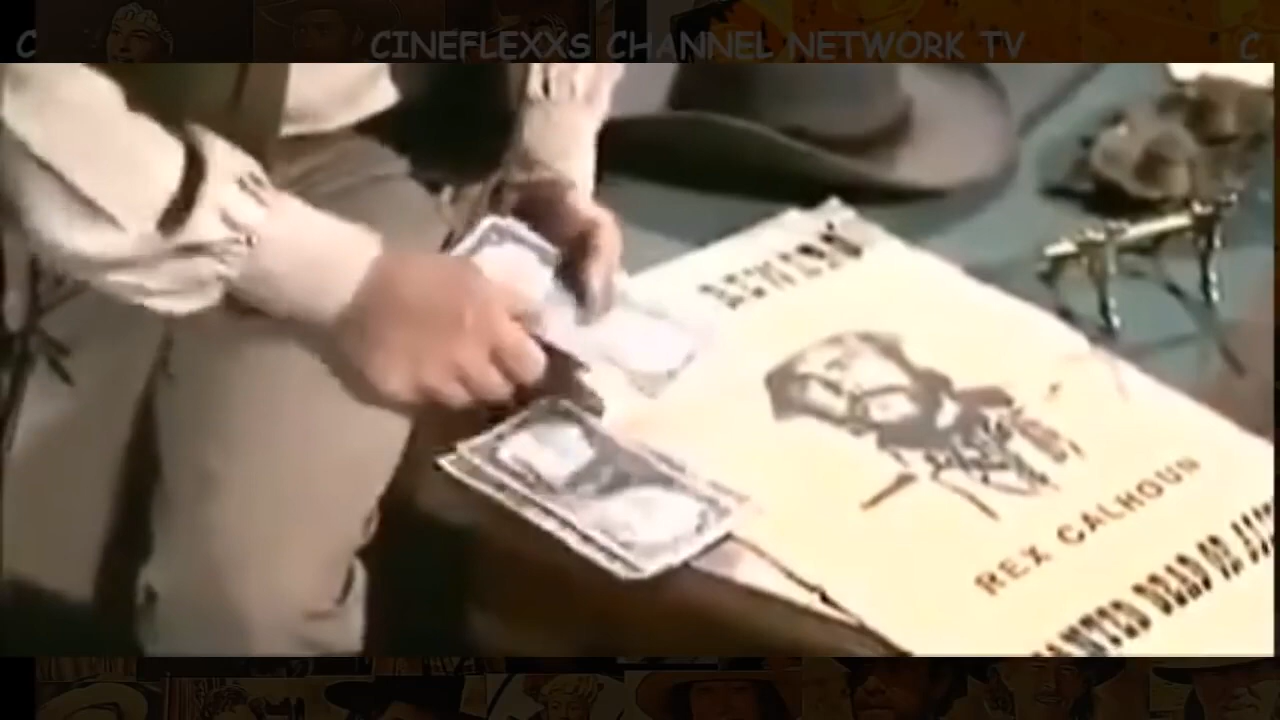 C CINEFLEXXs CHANNEL NETWORK TV C
REWARD
REX CALHOUN
WANTED DEAD OR